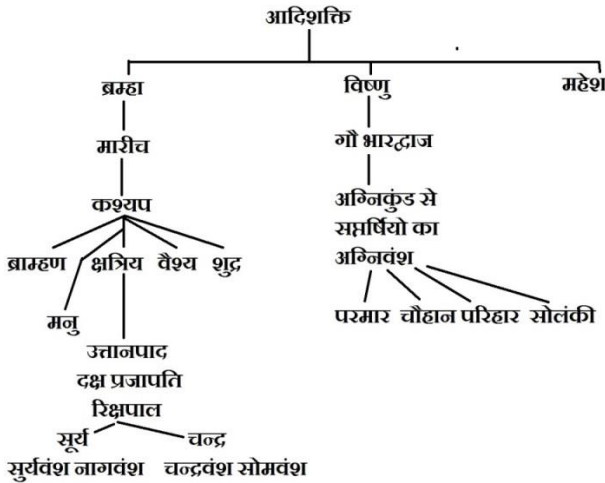 आदिशक्ति
ब्रम्हा विष्णु महेश
मारीच गौ भारद्वाज
कश्यप अग्निकुंड से
सप्तर्षियो का
ब्राम्हण क्षत्रिय वैश्य शुद्र अग्निवंश
मनु परमार चौहान परिहार सोलंकी
उत्तानपाद
दक्ष प्रजापति
रिक्षपाल
सूर्य चन्द्र
सुर्यवंश नागवंश चन्द्रवंश सोमवंश